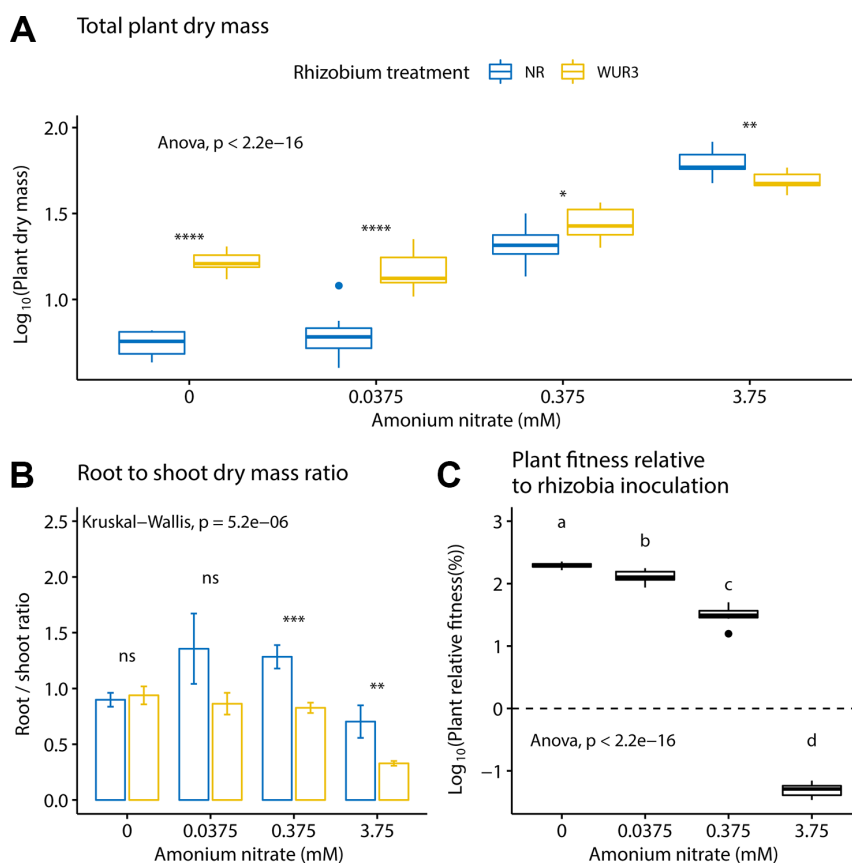 A
Total plant dry mass
Rhizobium treatment NR WUR3
Anova, p < 2.2e−16
Log10(Plant dry mass)
2.0
1.5
1.0
****
****
*
**
0 0.0375 0.375 3.75
Amonium nitrate (mM)
B
Root to shoot dry mass ratio
Kruskal−Wallis, p = 5.2e−06
Root / shoot ratio
2.5
2.0
1.5
1.0
0.5
0.0
ns
ns
***
**
0 0.0375 0.375 3.75
Amonium nitrate (mM)
C
Plant fitness relative
to rhizobia inoculation
Log10(Plant relative fitness(%))
3
2
1
0
−1
a
b
c
d
Anova, p < 2.2e−16
0 0.0375 0.375 3.75
Amonium nitrate (mM)